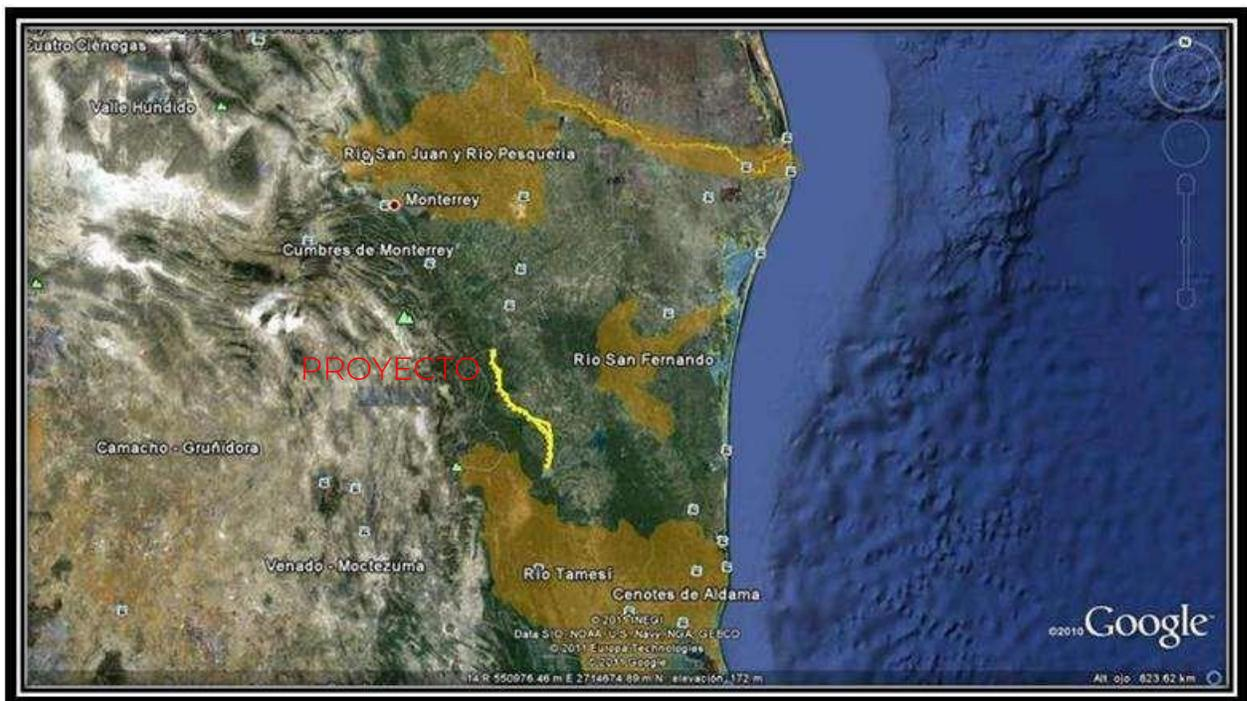 Cuatro Ciénegas
Valle Hundido
Río San Juan y Río Pesquería
Monterrey
Cumbres de Monterrey
PROYECTO
Río San Fernando
Camacho - Gruñidora
Venado - Moctezuma
Río Tamesí
Cenotes de Aldama
© 2011 INEGI
Data SIO, NOAA, U.S. Navy, NGA, GEBCO
© 2011 Europa Technologies
© 2011 Google
©2010 Google
14 R 550976.46 m E 2714674.89 m N elevación 172 m
Alt. ojo 623.62 km
N